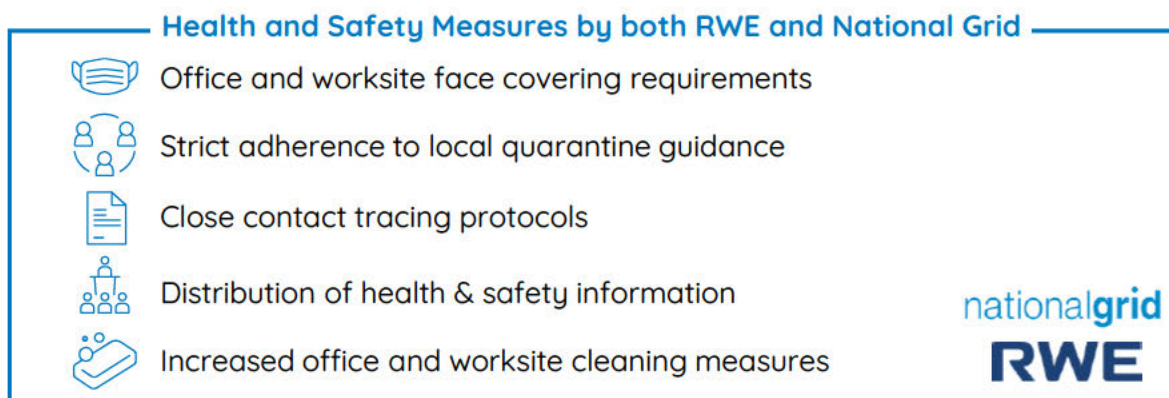 Health and Safety Measures by both RWE and National Grid
Office and worksite face covering requirements
Strict adherence to local quarantine guidance
Close contact tracing protocols
Distribution of health & safety information
Increased office and worksite cleaning measures
nationalgrid
RWE